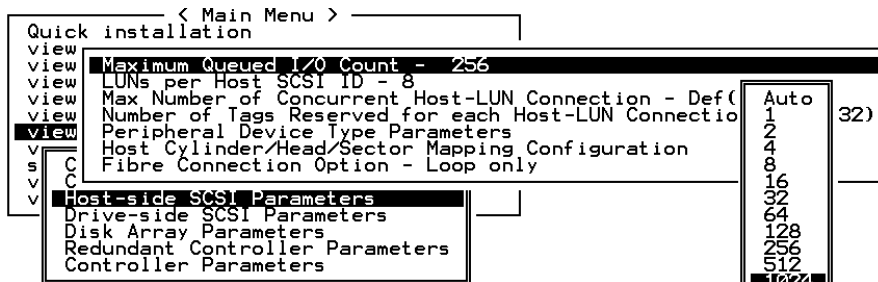 < Main Menu >
Quick installation
view
view
view
view
view
v
s
v
v
Maximum Queued I/O Count - 256
LUNs per Host SCSI ID - 8
Max Number of Concurrent Host-LUN Connection - Def(
Number of Tags Reserved for each Host-LUN Connectio 32)
Peripheral Device Type Parameters
Host Cylinder/Head/Sector Mapping Configuration
Fibre Connection Option - Loop only
C
C
Host-side SCSI Parameters
Drive-side SCSI Parameters
Disk Array Parameters
Redundant Controller Parameters
Controller Parameters
Auto
1
2
4
8
16
32
64
128
256
512
1024